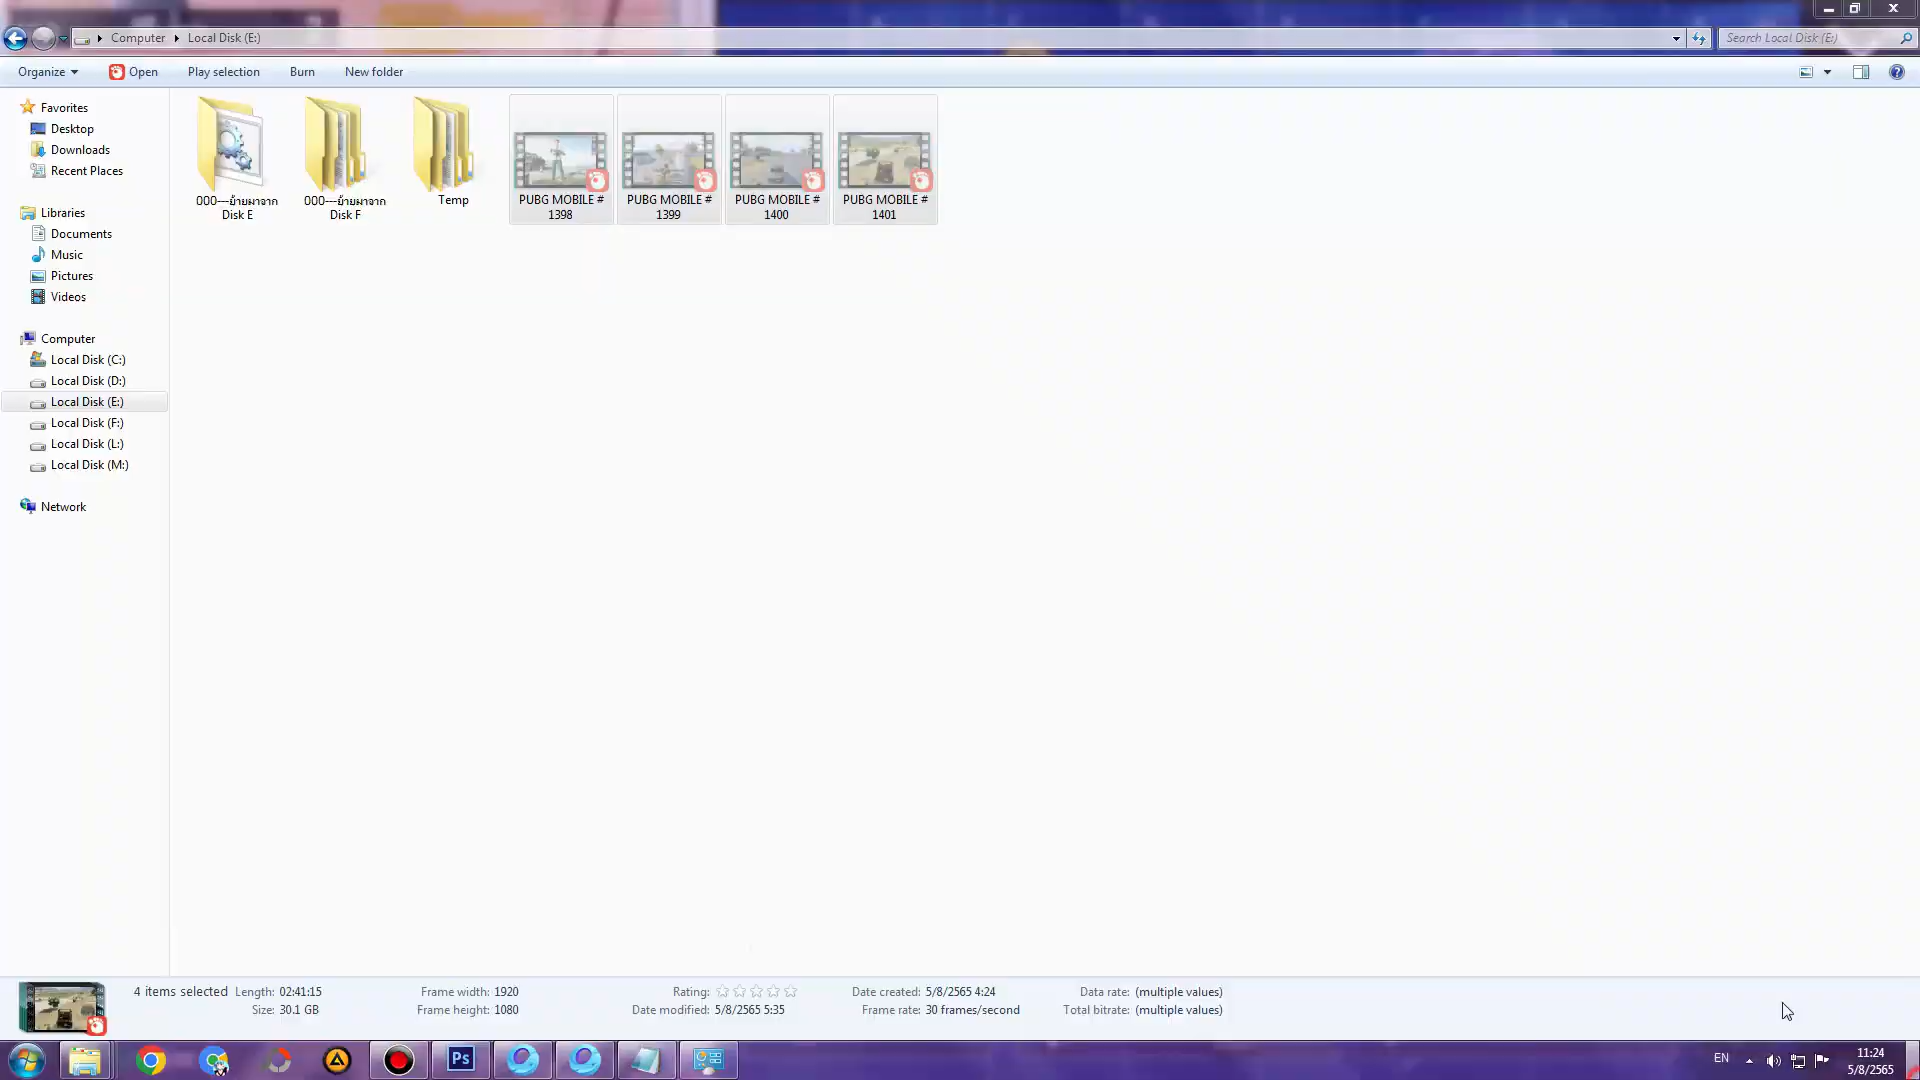 Computer
Local Disk (E:)
Search Local Disk (E:)
Organize
Open
Play selection
Burn
New folder
Favorites
Desktop
Downloads
Recent Places
Libraries
Documents
Music
Pictures
Videos
Computer
Local Disk (C:)
Local Disk (D:)
Local Disk (E:)
Local Disk (F:)
Local Disk (L:)
Local Disk (M:)
Network
000---ย้ายมาจาก
Disk E
000---ย้ายมาจาก
Disk F
Temp
PUBG MOBILE #
1398
PUBG MOBILE #
1399
PUBG MOBILE #
1400
PUBG MOBILE #
1401
4 items selected Length: 02:41:15 Frame width: 1920 Rating: Date created: 5/8/2565 4:24 Data rate: (multiple values)
Size: 30.1 GB Frame height: 1080 Date modified: 5/8/2565 5:35 Frame rate: 30 frames/second Total bitrate: (multiple values)
Ps
EN
11:24
5/8/2565